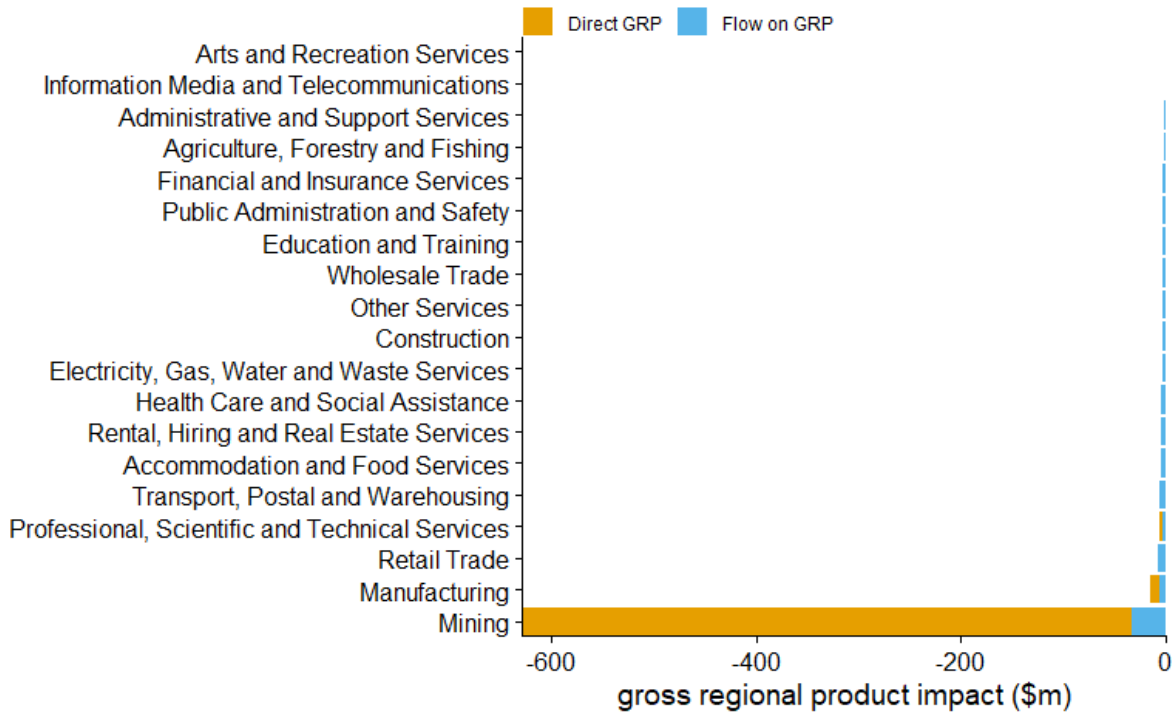 Direct GRP Flow on GRP
Arts and Recreation Services
Information Media and Telecommunications
Administrative and Support Services
Agriculture, Forestry and Fishing
Financial and Insurance Services
Public Administration and Safety
Education and Training
Wholesale Trade
Other Services
Construction
Electricity, Gas, Water and Waste Services
Health Care and Social Assistance
Rental, Hiring and Real Estate Services
Accommodation and Food Services
Transport, Postal and Warehousing
Professional, Scientific and Technical Services
Retail Trade
Manufacturing
Mining
-600 -400 -200 0
gross regional product impact ($m)